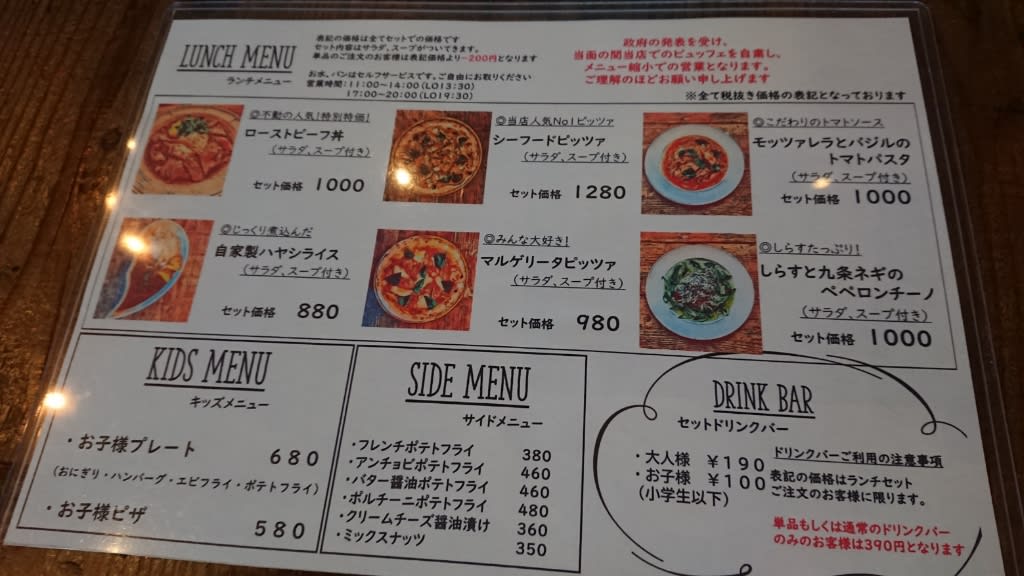 LUNCH MENU
ランチメニュー
表記の価格は全てセットでの価格です
セット内容はサラダ、スープがついてきます。
単品のご注文のお客様は表記価格より-200円となります
お水、パンはセルフサービスです。ご自由にお取りください
営業時間:11:00~14:00(LO13:30)
17:00~20:00(LO19:30)
政府の発表を受け、
当面の間当店でのビュッフェを自粛し、
メニュー縮小での営業となります。
ご理解のほどお願い申し上げます
※全て税抜き価格の表記となっております
◎不動の人気!特別特価!
ローストビーフ丼
(サラダ、スープ付き)
セット価格 1000
◎当店人気No1ピッツァ
シーフードピッツァ
(サラダ、スープ付き)
セット価格 1280
◎こだわりのトマトソース
モッツァレラとバジルの
トマトパスタ
(サラダ、スープ付き)
セット価格 1000
◎じっくり煮込んだ
自家製ハヤシライス
(サラダ、スープ付き)
セット価格 880
◎みんな大好き!
マルゲリータピッツァ
(サラダ、スープ付き)
セット価格 980
◎しらすたっぷり!
しらすと九条ネギの
ペペロンチーノ
(サラダ、スープ付き)
セット価格 1000
KIDS MENU
キッズメニュー
・お子様プレート 680
(おにぎり・ハンバーグ・エビフライ・ポテトフライ)
・お子様ピザ 580
SIDE MENU
サイドメニュー
・フレンチポテトフライ 380
・アンチョビポテトフライ 460
・バター醤油ポテトフライ 460
・ポルチーニポテトフライ 480
・クリームチーズ醤油漬け 360
・ミックスナッツ 350
DRINK BAR
セットドリンクバー
・大人様 ¥190
・お子様 ¥100
(小学生以下)
ドリンクバーご利用の注意事項
表記の価格はランチセット
ご注文のお客様に限ります。
単品もしくは通常のドリンクバー
のみのお客様は390円となります